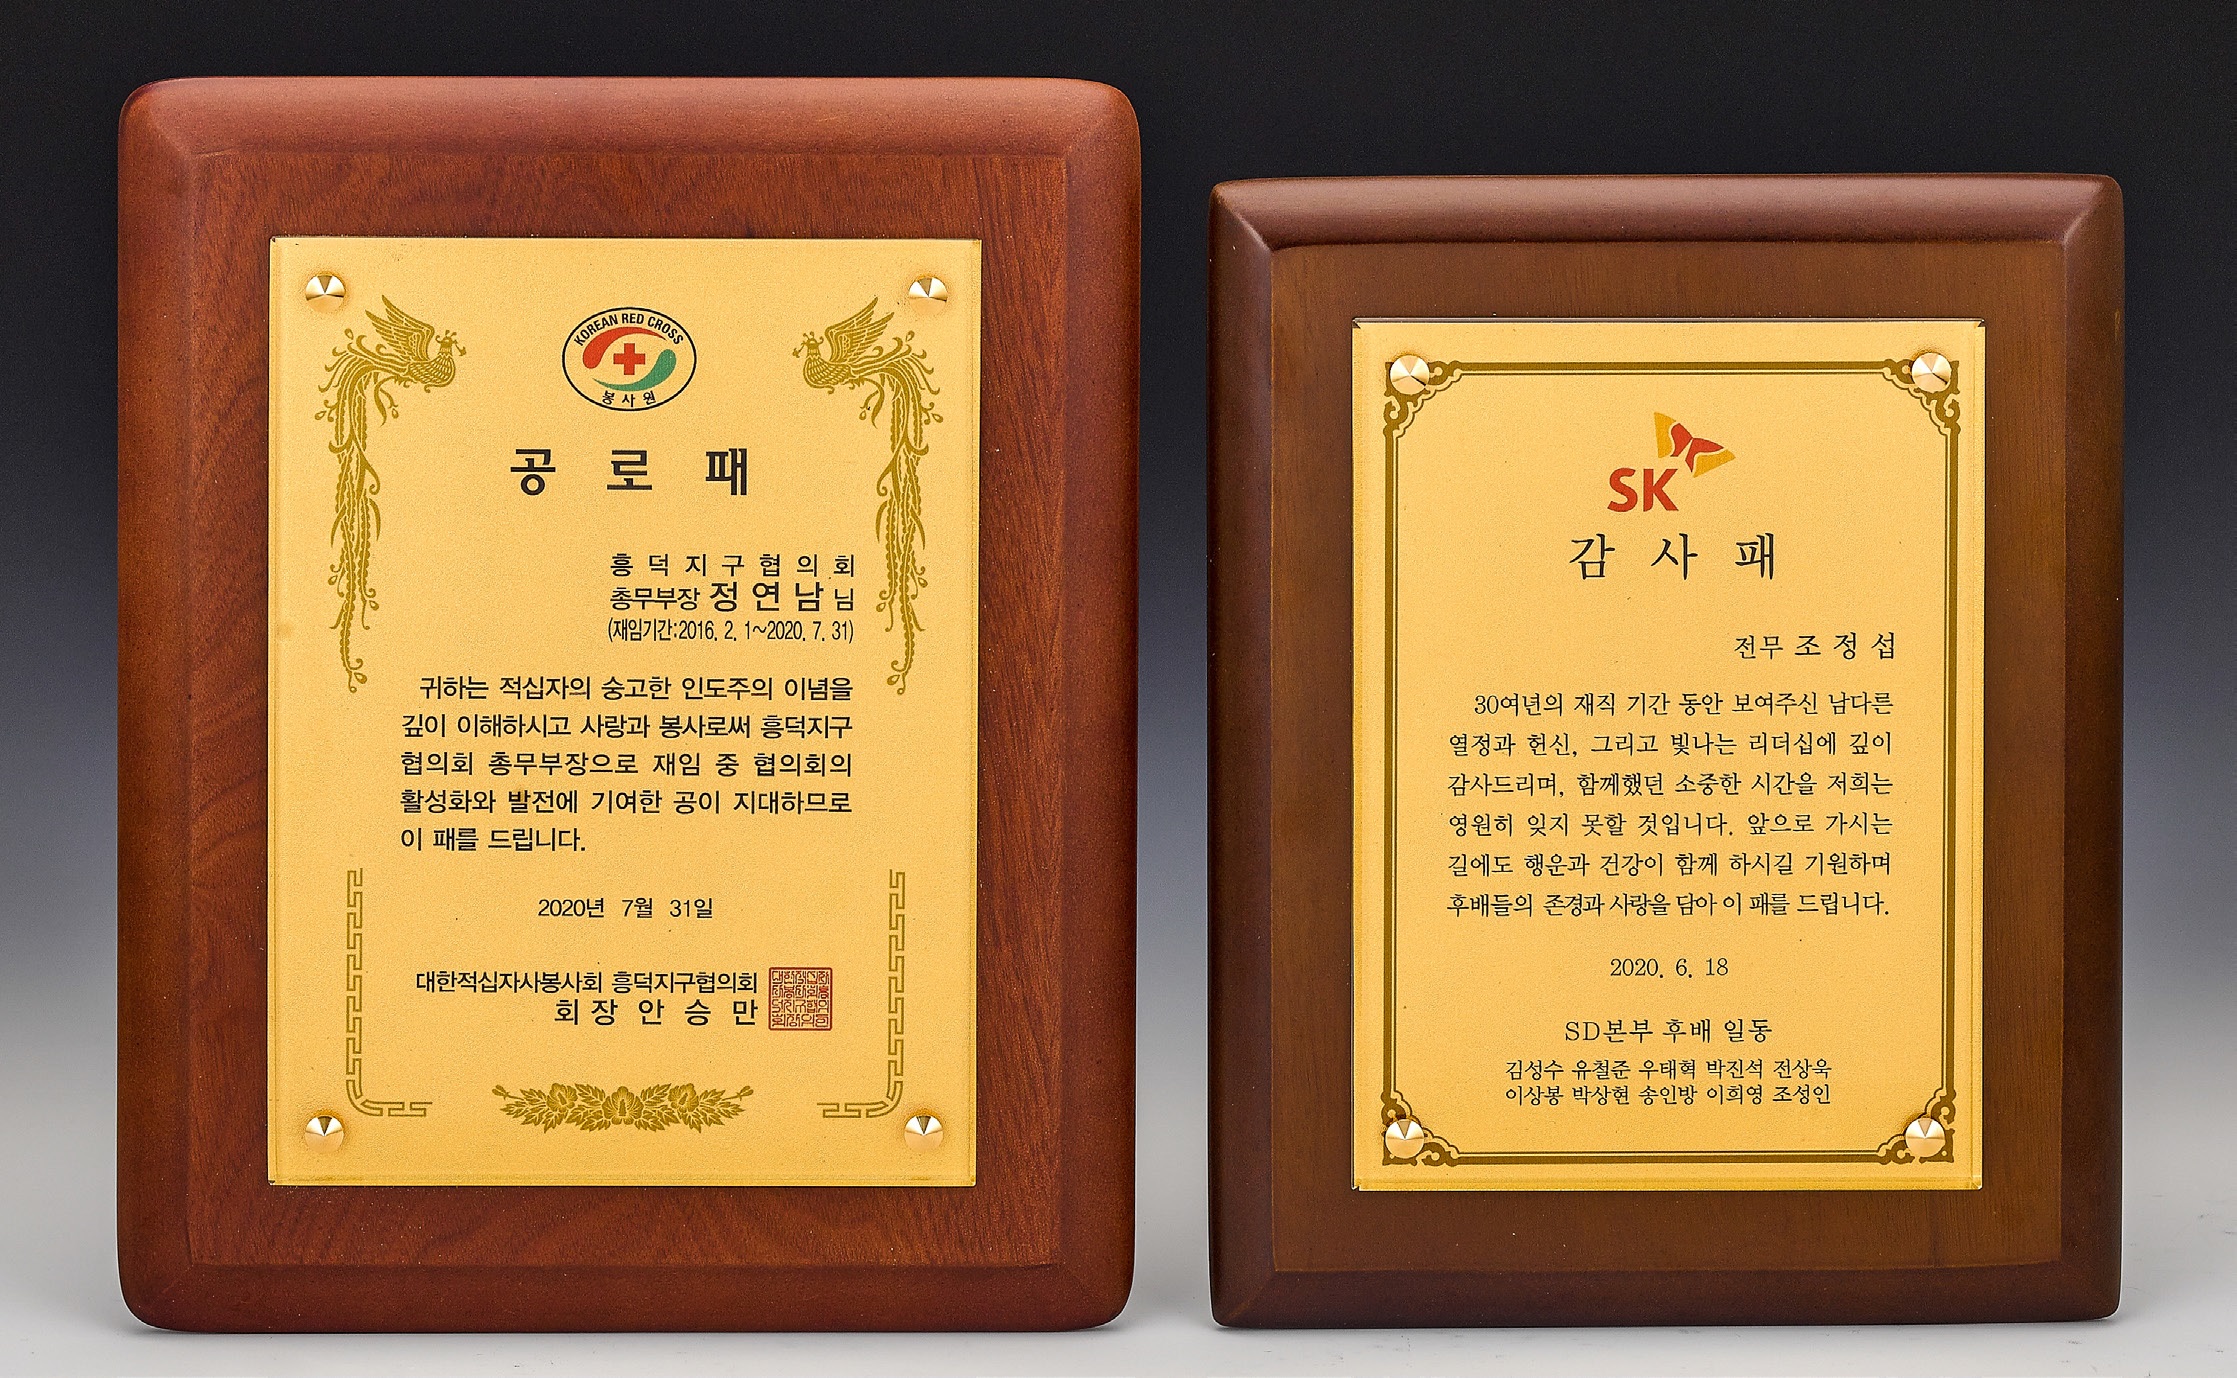 KOREAN RED CROSS
봉사원
공 로 패
흥 덕 지 구 협 의 회
총무부장 정 연 남 님
(재임기간:2016. 2. 1~2020. 7. 31)
귀하는 적십자의 숭고한 인도주의 이념을
깊이 이해하시고 사랑과 봉사로써 흥덕지구
협의회 총무부장으로 재임 중 협의회의
활성화와 발전에 기여한 공이 지대하므로
이 패를 드립니다.
2020년 7월 31일
대한적십자사봉사회 흥덕지구협의회
회 장 안 승 만
SK
감 사 패
전무 조 정 섭
30여년의 재직 기간 동안 보여주신 남다른
열정과 헌신, 그리고 빛나는 리더십에 깊이
감사드리며, 함께했던 소중한 시간을 저희는
영원히 잊지 못할 것입니다. 앞으로 가시는
길에도 행운과 건강이 함께 하시길 기원하며
후배들의 존경과 사랑을 담아 이 패를 드립니다.
2020. 6. 18
SD본부 후배 일동
김성수 유철준 우태혁 박진석 전상욱
이상봉 박상현 송인방 이희영 조성인